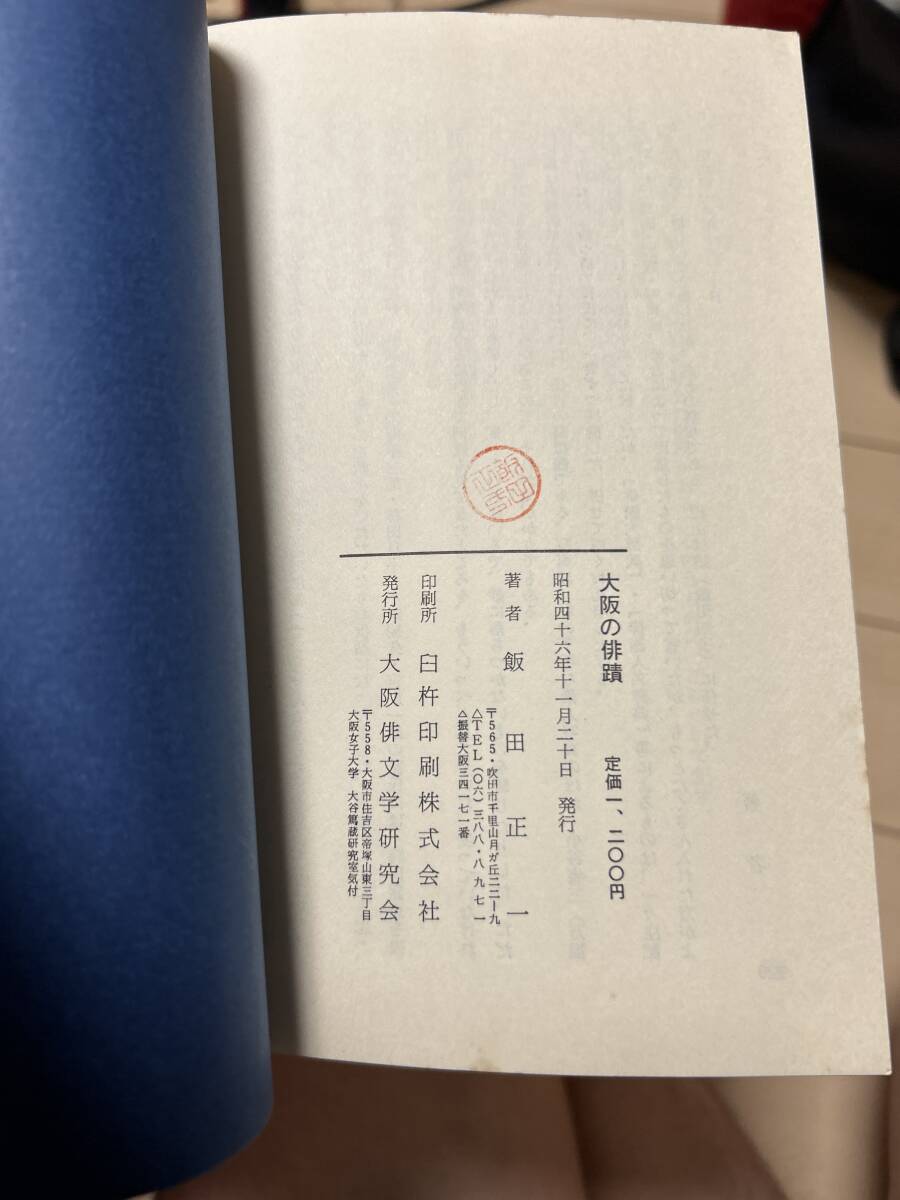 大阪の俳蹟 定価一、二〇〇円
昭和四十六年十一月二十日 発行
著者 飯田正一
〒565・吹田市千里山月ガ丘二二ー九
△TEL(〇六)三八八・八九七一
△振替大阪三四一七一番
印刷所 臼杵印刷株式会社
発行所 大阪俳文学研究会
〒558・大阪市住吉区帝塚山東三丁目
大阪女子大学 大谷篤蔵研究室気付